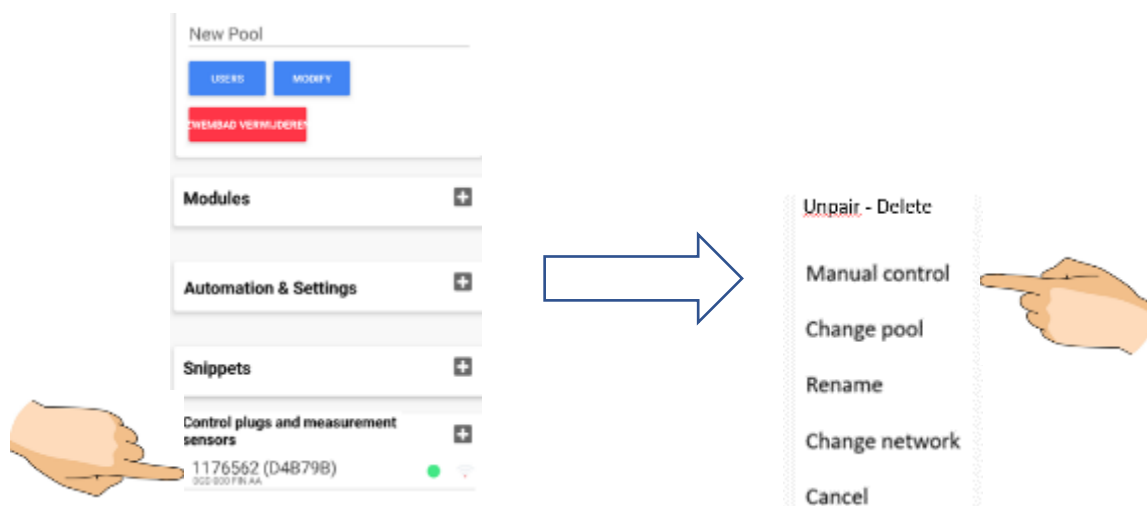 New Pool
USERS MODIFY
ZWEMBAD VERWIJDEREN
Modules
Automation & Settings
Snippets
Control plugs and measurement
sensors
1176562 (D4B79B)
Unpair - Delete
Manual control
Change pool
Rename
Change network
Cancel